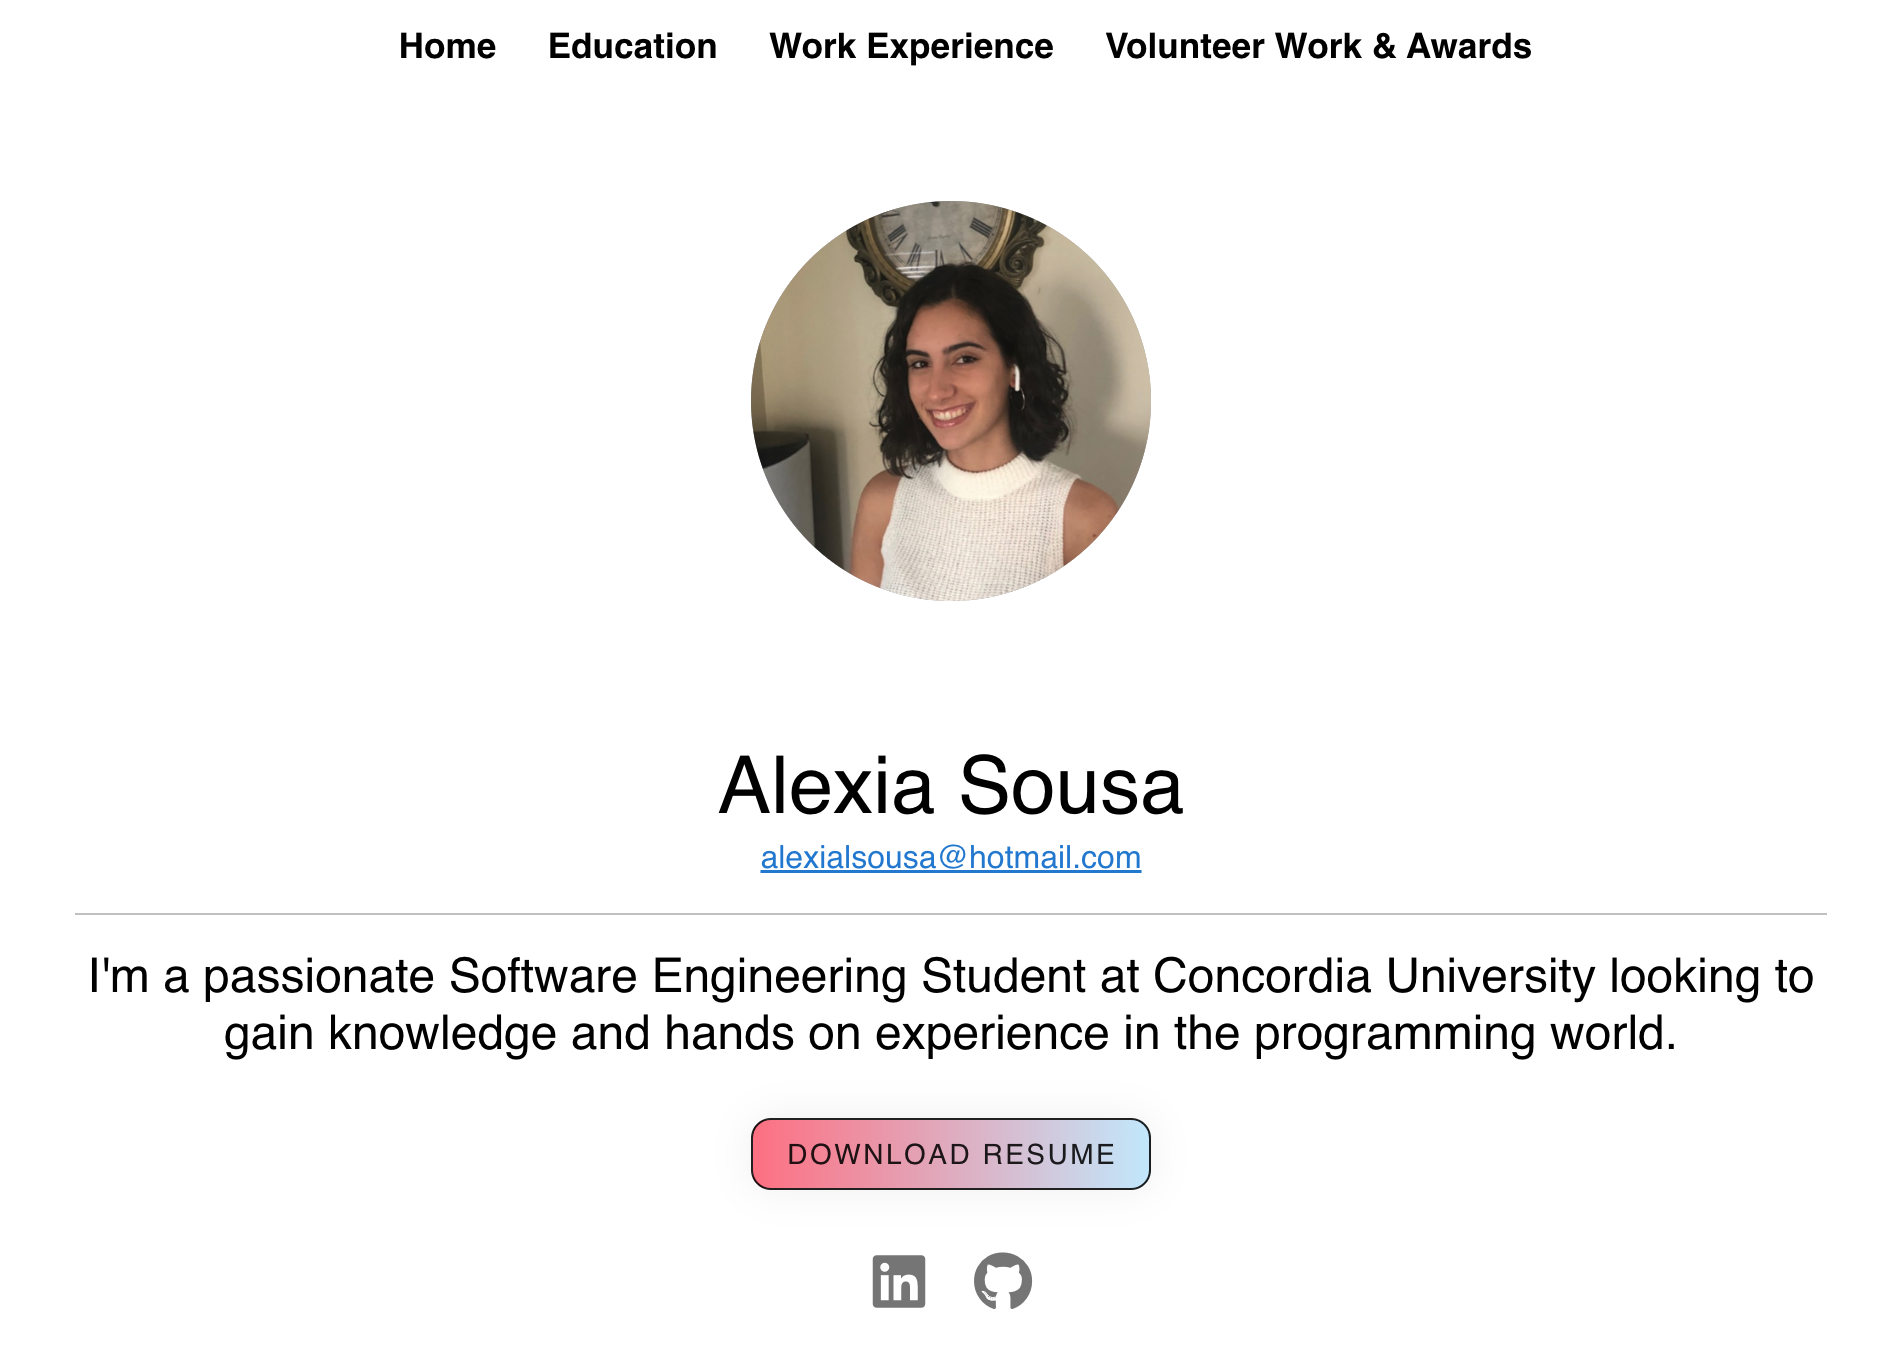 Home Education Work Experience Volunteer Work & Awards
Alexia Sousa
alexialsousa@hotmail.com
I'm a passionate Software Engineering Student at Concordia University looking to
gain knowledge and hands on experience in the programming world.
DOWNLOAD RESUME
in